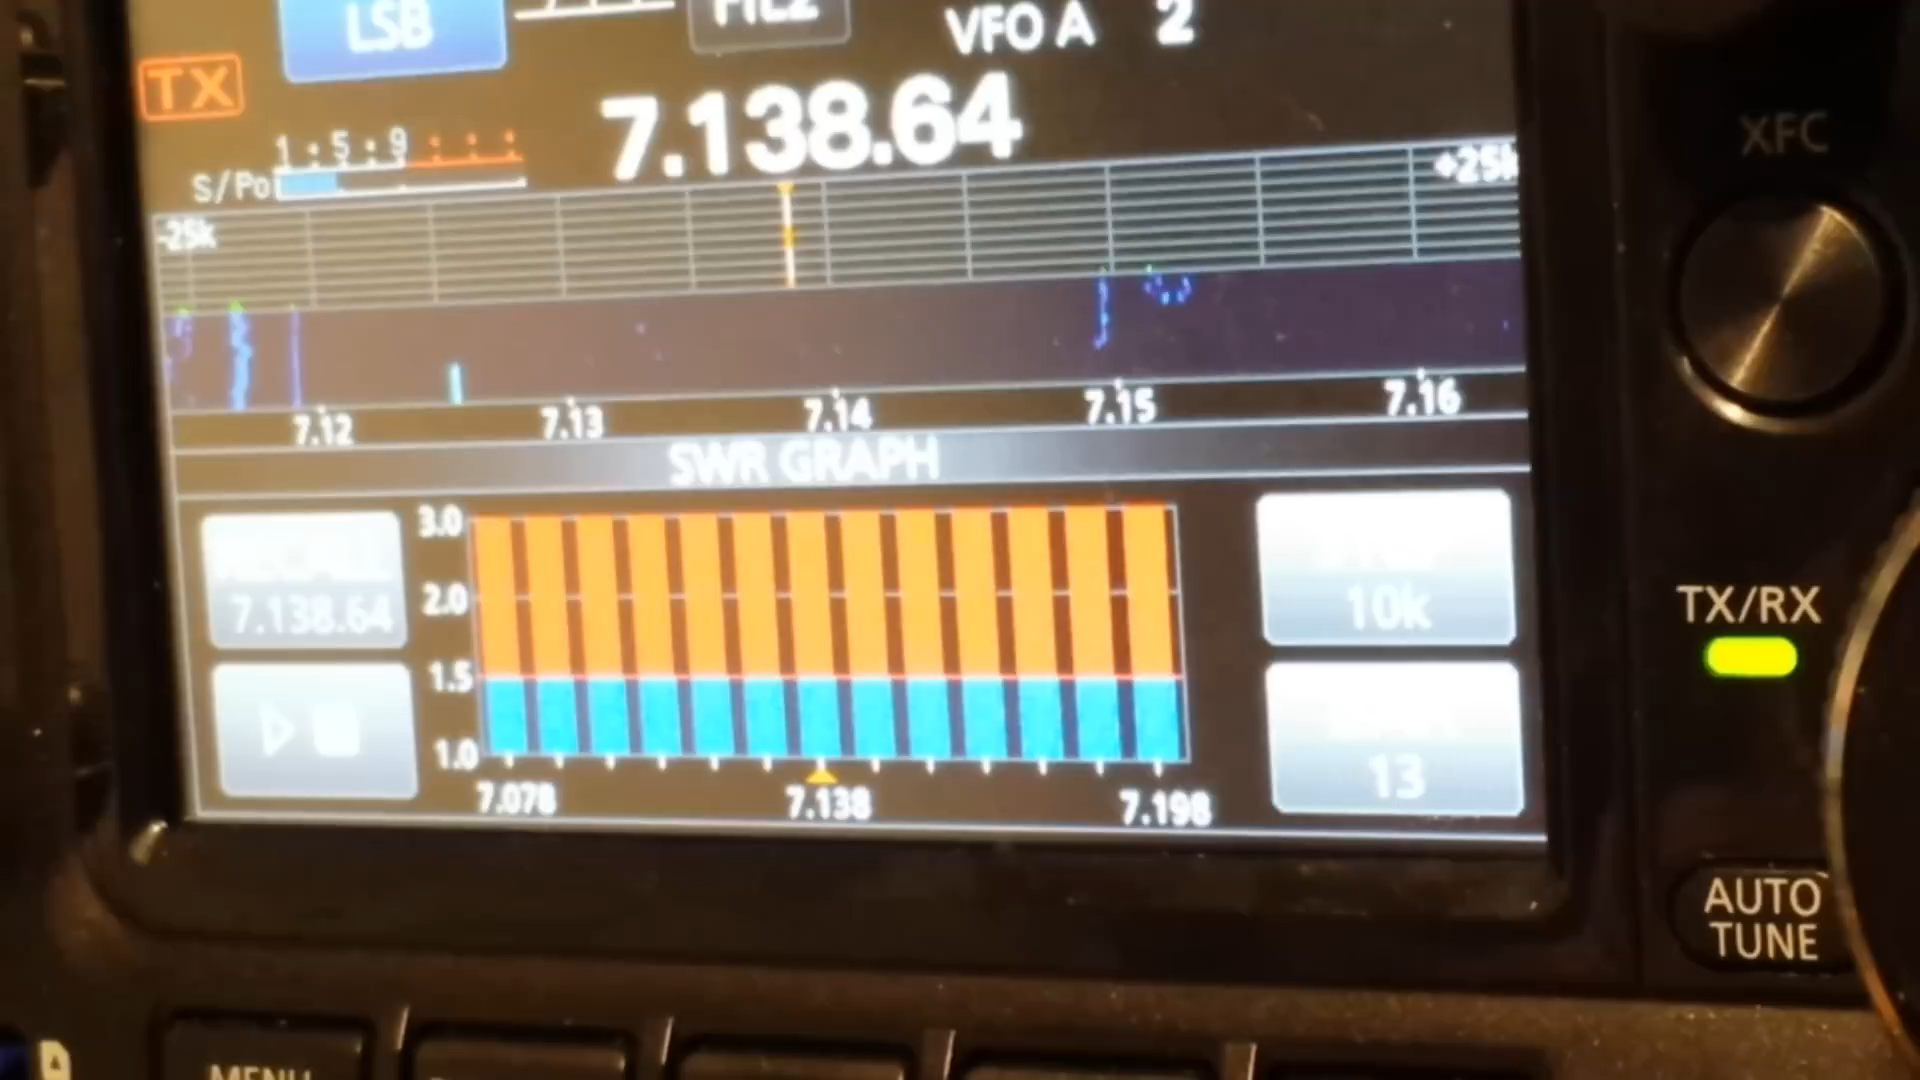 LSB
VFO A 2
TX
7.138.64
XFC
1 : 5 : 9
S/Po
+25k
-25k
7.12 7.13 7.14 7.15 7.16
SWR GRAPH
3.0
2.0
1.5
1.0
7.138.64
10k
TX/RX
13
7.078 7.138 7.198
AUTO
TUNE
MENU